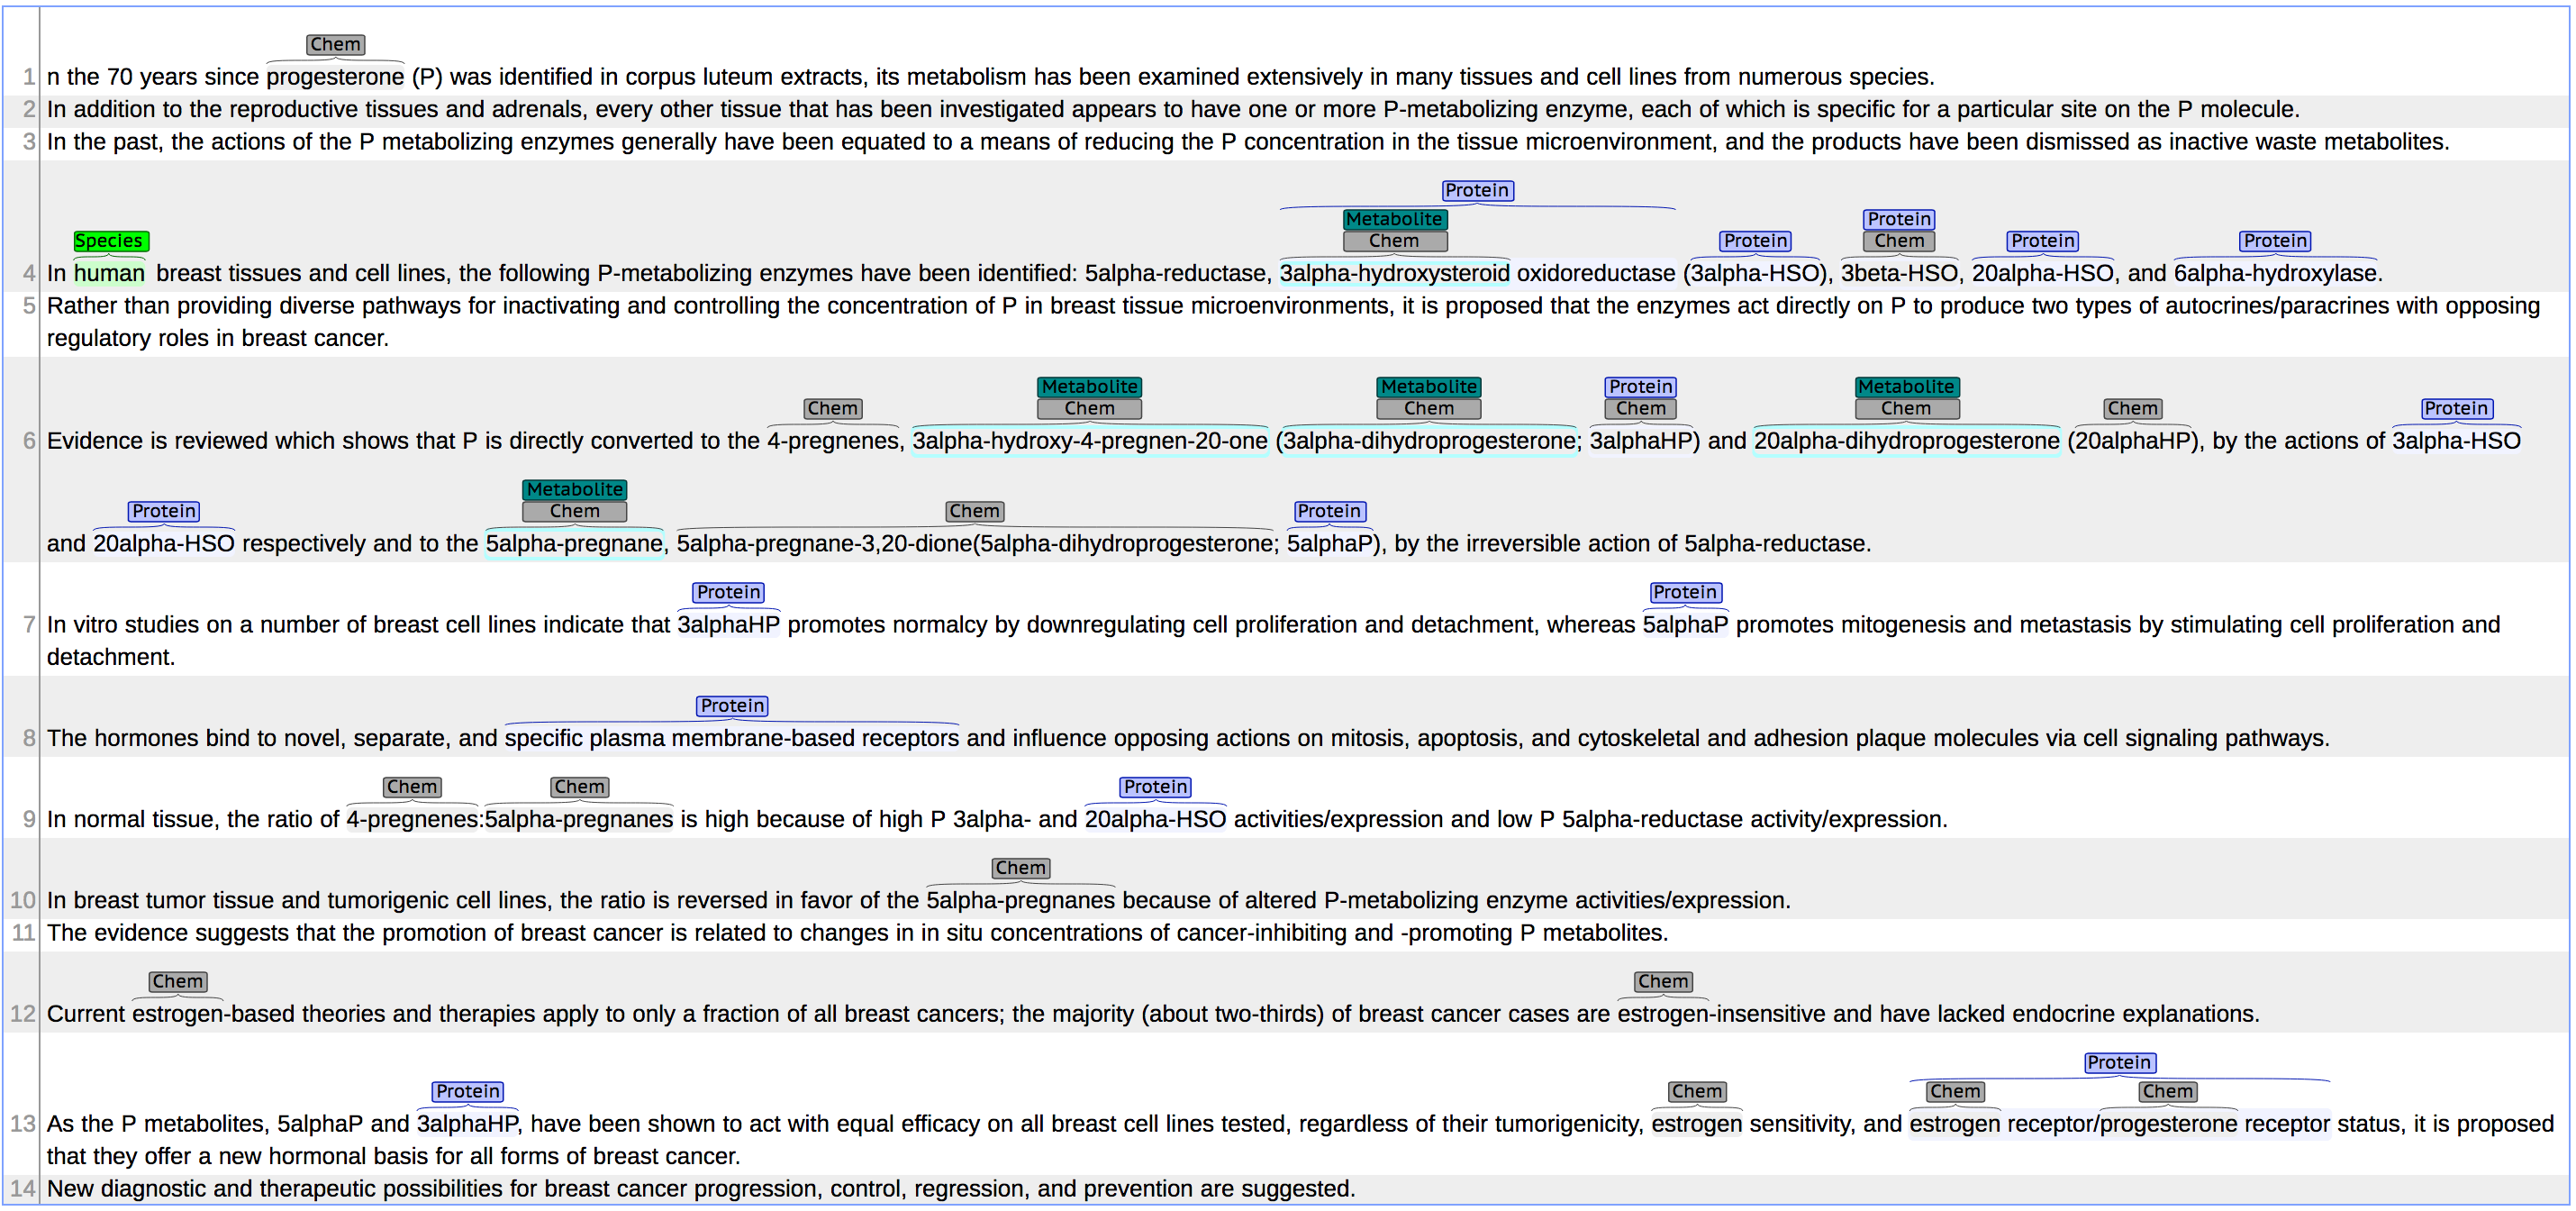 Chem
1 n the 70 years since progesterone (P) was identified in corpus luteum extracts, its metabolism has been examined extensively in many tissues and cell lines from numerous species.
2 In addition to the reproductive tissues and adrenals, every other tissue that has been investigated appears to have one or more P-metabolizing enzyme, each of which is specific for a particular site on the P molecule.
3 In the past, the actions of the P metabolizing enzymes generally have been equated to a means of reducing the P concentration in the tissue microenvironment, and the products have been dismissed as inactive waste metabolites.
Protein
Metabolite Protein
Species Chem Protein Chem Protein Protein
4 In human breast tissues and cell lines, the following P-metabolizing enzymes have been identified: 5alpha-reductase, 3alpha-hydroxysteroid oxidoreductase (3alpha-HSO), 3beta-HSO, 20alpha-HSO, and 6alpha-hydroxylase.
5 Rather than providing diverse pathways for inactivating and controlling the concentration of P in breast tissue microenvironments, it is proposed that the enzymes act directly on P to produce two types of autocrines/paracrines with opposing
regulatory roles in breast cancer.
Metabolite Metabolite Protein Metabolite
Chem Chem Chem Chem Chem Chem Protein
6 Evidence is reviewed which shows that P is directly converted to the 4-pregnenes, 3alpha-hydroxy-4-pregnen-20-one (3alpha-dihydroprogesterone; 3alphaHP) and 20alpha-dihydroprogesterone (20alphaHP), by the actions of 3alpha-HSO
Metabolite
Protein Chem Chem Protein
and 20alpha-HSO respectively and to the 5alpha-pregnane, 5alpha-pregnane-3,20-dione(5alpha-dihydroprogesterone; 5alphaP), by the irreversible action of 5alpha-reductase.
Protein Protein
7 In vitro studies on a number of breast cell lines indicate that 3alphaHP promotes normalcy by downregulating cell proliferation and detachment, whereas 5alphaP promotes mitogenesis and metastasis by stimulating cell proliferation and
detachment.
Protein
8 The hormones bind to novel, separate, and specific plasma membrane-based receptors and influence opposing actions on mitosis, apoptosis, and cytoskeletal and adhesion plaque molecules via cell signaling pathways.
Chem Chem Protein
9 In normal tissue, the ratio of 4-pregnenes:5alpha-pregnanes is high because of high P 3alpha- and 20alpha-HSO activities/expression and low P 5alpha-reductase activity/expression.
Chem
10 In breast tumor tissue and tumorigenic cell lines, the ratio is reversed in favor of the 5alpha-pregnanes because of altered P-metabolizing enzyme activities/expression.
11 The evidence suggests that the promotion of breast cancer is related to changes in in situ concentrations of cancer-inhibiting and -promoting P metabolites.
Chem Chem
12 Current estrogen-based theories and therapies apply to only a fraction of all breast cancers; the majority (about two-thirds) of breast cancer cases are estrogen-insensitive and have lacked endocrine explanations.
Protein
Protein Chem Chem Chem
13 As the P metabolites, 5alphaP and 3alphaHP, have been shown to act with equal efficacy on all breast cell lines tested, regardless of their tumorigenicity, estrogen sensitivity, and estrogen receptor/progesterone receptor status, it is proposed
that they offer a new hormonal basis for all forms of breast cancer.
14 New diagnostic and therapeutic possibilities for breast cancer progression, control, regression, and prevention are suggested.